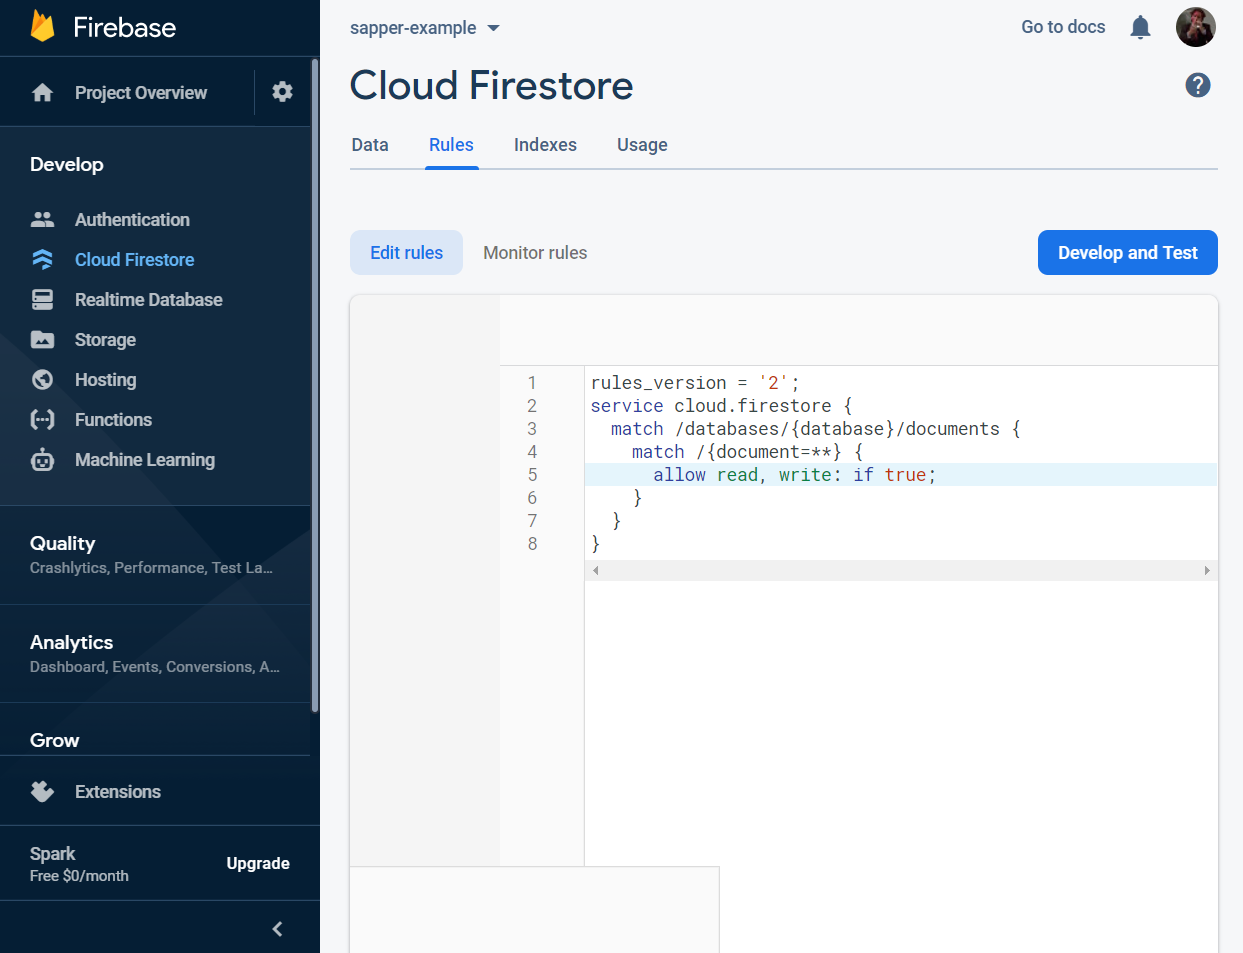 Firebase
Project Overview
Develop
Authentication
Cloud Firestore
Realtime Database
Storage
Hosting
Functions
Machine Learning
Quality
Crashlytics, Performance, Test La...
Analytics
Dashboard, Events, Conversions, A...
Grow
Extensions
Spark
Free $0/month
Upgrade
sapper-example
Go to docs
Cloud Firestore
?
Data Rules Indexes Usage
Edit rules Monitor rules Develop and Test
1 rules_version = '2';
2 service cloud.firestore {
3   match /databases/{database}/documents {
4     match /{document=**} {
5       allow read, write: if true;
6     }
7   }
8 }